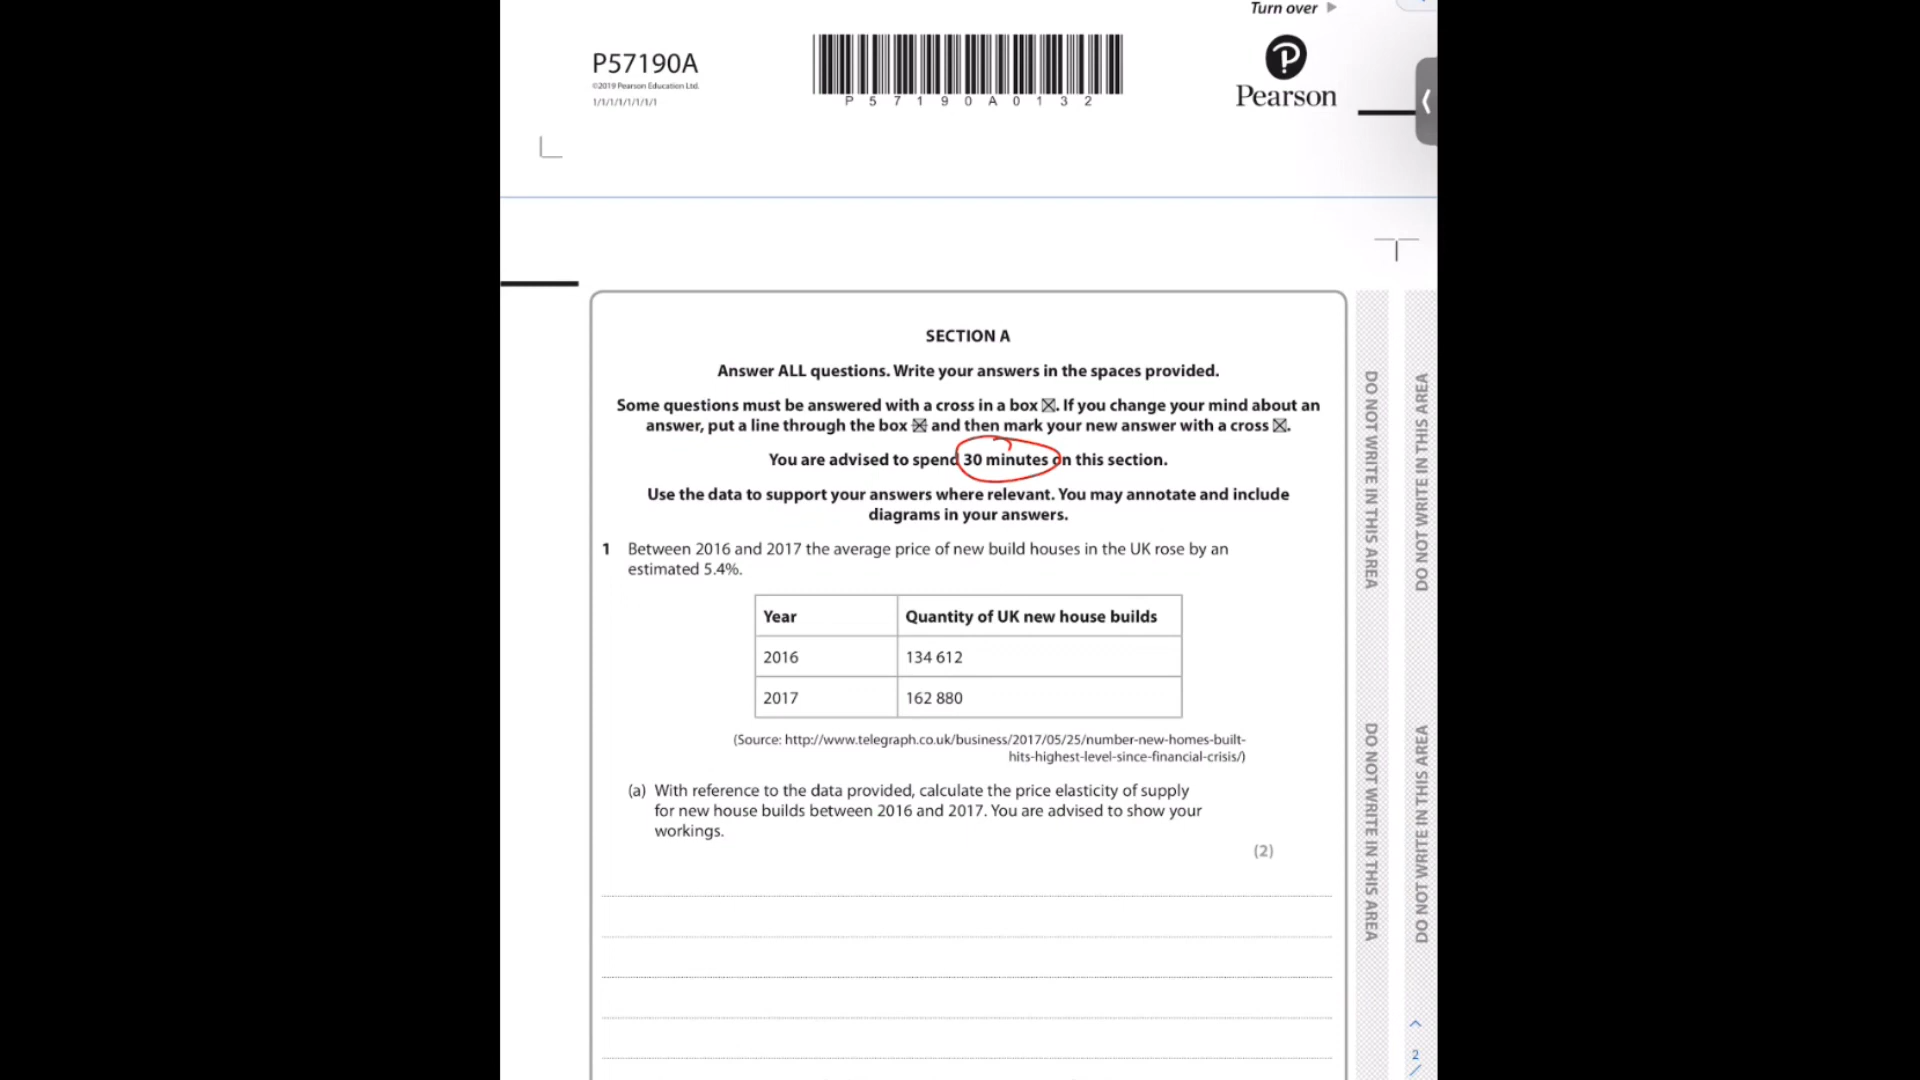 Turn over
P57190A
©2019 Pearson Education Ltd.
1/1/1/1/1/1/1/
P 5 7 1 9 0 A 0 1 3 2
Pearson
SECTION A
Answer ALL questions. Write your answers in the spaces provided.
Some questions must be answered with a cross in a box ☒. If you change your mind about an
answer, put a line through the box and then mark your new answer with a cross ☒.
You are advised to spend 30 minutes on this section.
Use the data to support your answers where relevant. You may annotate and include
diagrams in your answers.
1 Between 2016 and 2017 the average price of new build houses in the UK rose by an
estimated 5.4%.
Year Quantity of UK new house builds
2016 134 612
2017 162 880
(Source: http://www.telegraph.co.uk/business/2017/05/25/number-new-homes-built-
hits-highest-level-since-financial-crisis/)
(a) With reference to the data provided, calculate the price elasticity of supply
for new house builds between 2016 and 2017. You are advised to show your
workings.
(2)
DO NOT WRITE IN THIS AREA
DO NOT WRITE IN THIS AREA
DO NOT WRITE IN THIS AREA
DO NOT WRITE IN THIS AREA
2
/